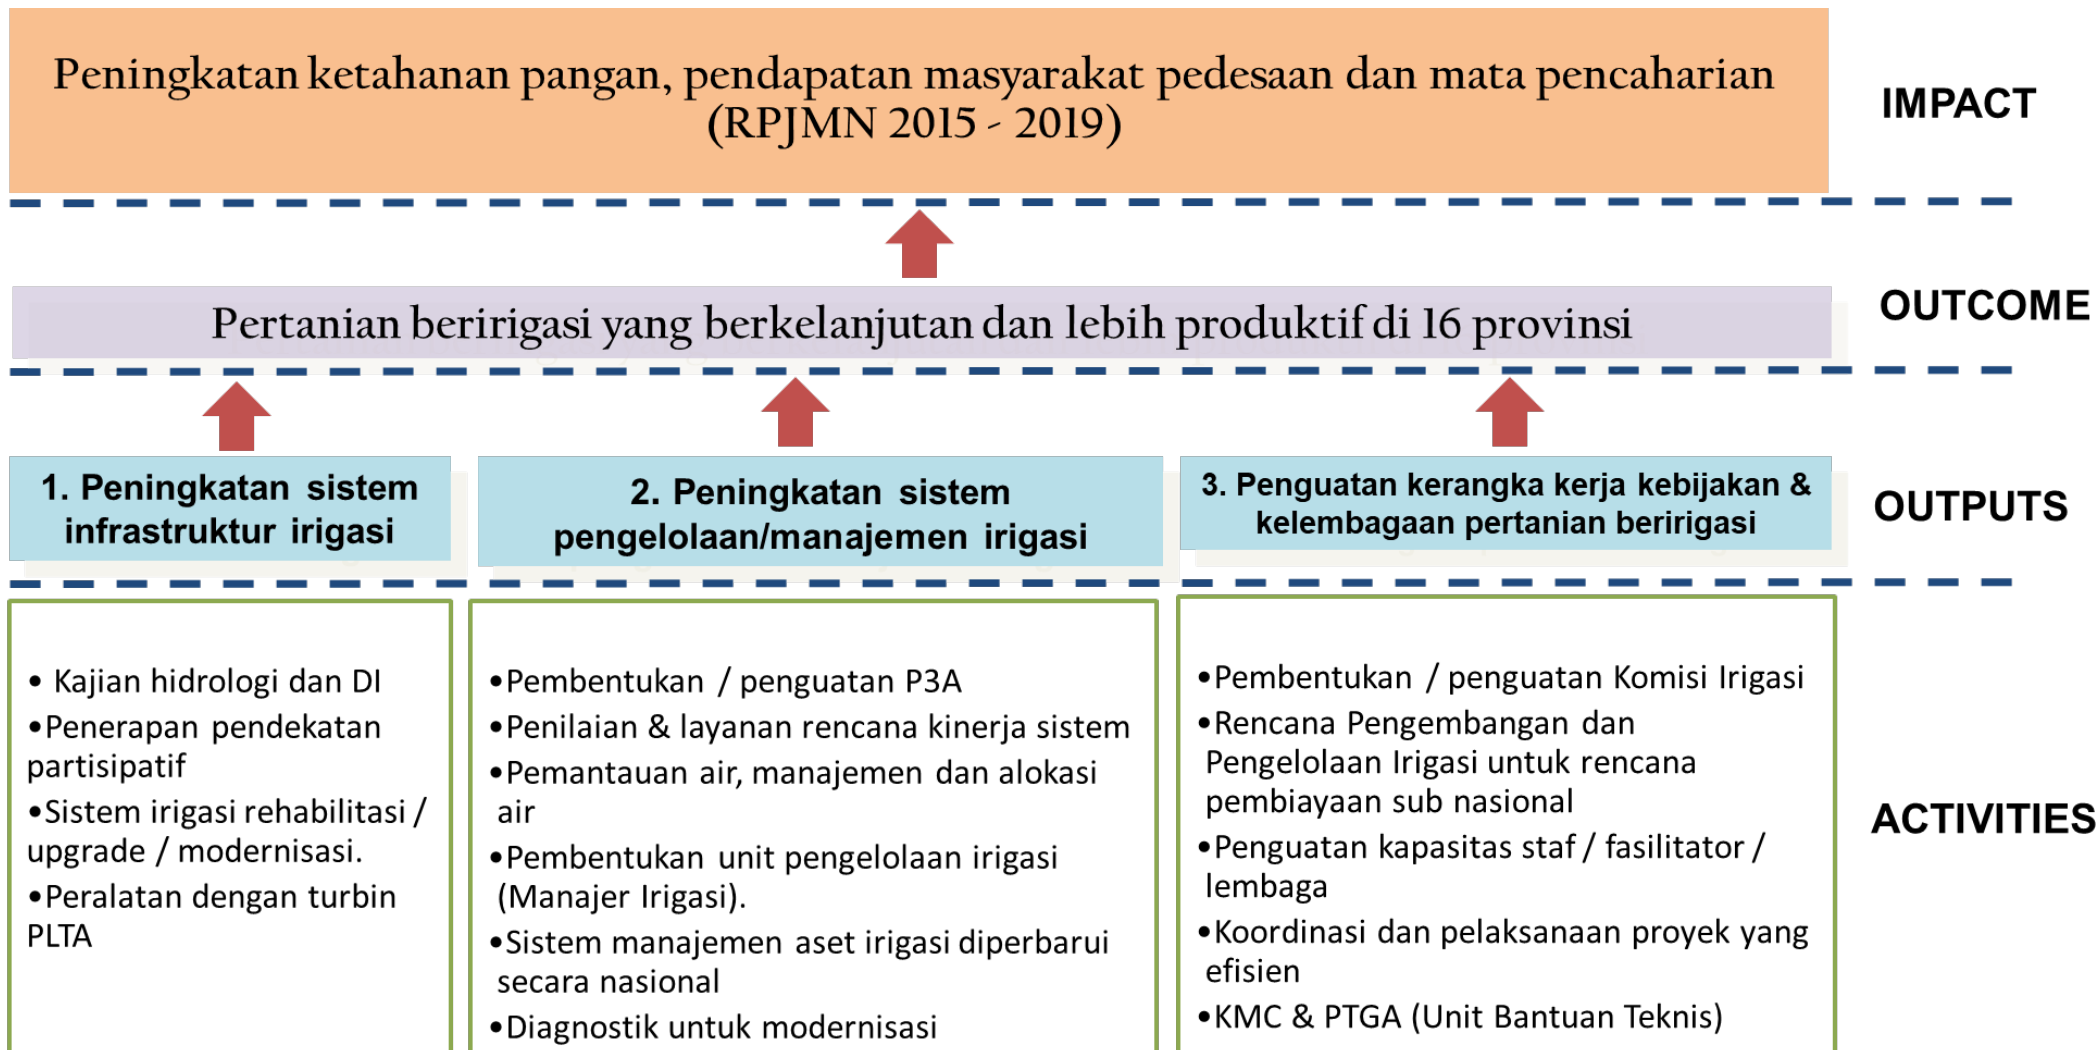 Peningkatan ketahanan pangan, pendapatan masyarakat pedesaan dan mata pencaharian
(RPJMN 2015 - 2019)
IMPACT
Pertanian beririgasi yang berkelanjutan dan lebih produktif di 16 provinsi
OUTCOME
1. Peningkatan sistem
infrastruktur irigasi
2. Peningkatan sistem
pengelolaan/manajemen irigasi
3. Penguatan kerangka kerja kebijakan &
kelembagaan pertanian beririgasi
OUTPUTS
• Kajian hidrologi dan DI
•Penerapan pendekatan
partisipatif
•Sistem irigasi rehabilitasi /
upgrade / modernisasi.
•Peralatan dengan turbin
PLTA
•Pembentukan / penguatan P3A
•Penilaian & layanan rencana kinerja sistem
•Pemantauan air, manajemen dan alokasi
air
•Pembentukan unit pengelolaan irigasi
(Manajer Irigasi).
•Sistem manajemen aset irigasi diperbarui
secara nasional
•Diagnostik untuk modernisasi
•Pembentukan / penguatan Komisi Irigasi
•Rencana Pengembangan dan
Pengelolaan Irigasi untuk rencana
pembiayaan sub nasional
•Penguatan kapasitas staf / fasilitator /
lembaga
•Koordinasi dan pelaksanaan proyek yang
efisien
•KMC & PTGA (Unit Bantuan Teknis)
ACTIVITIES